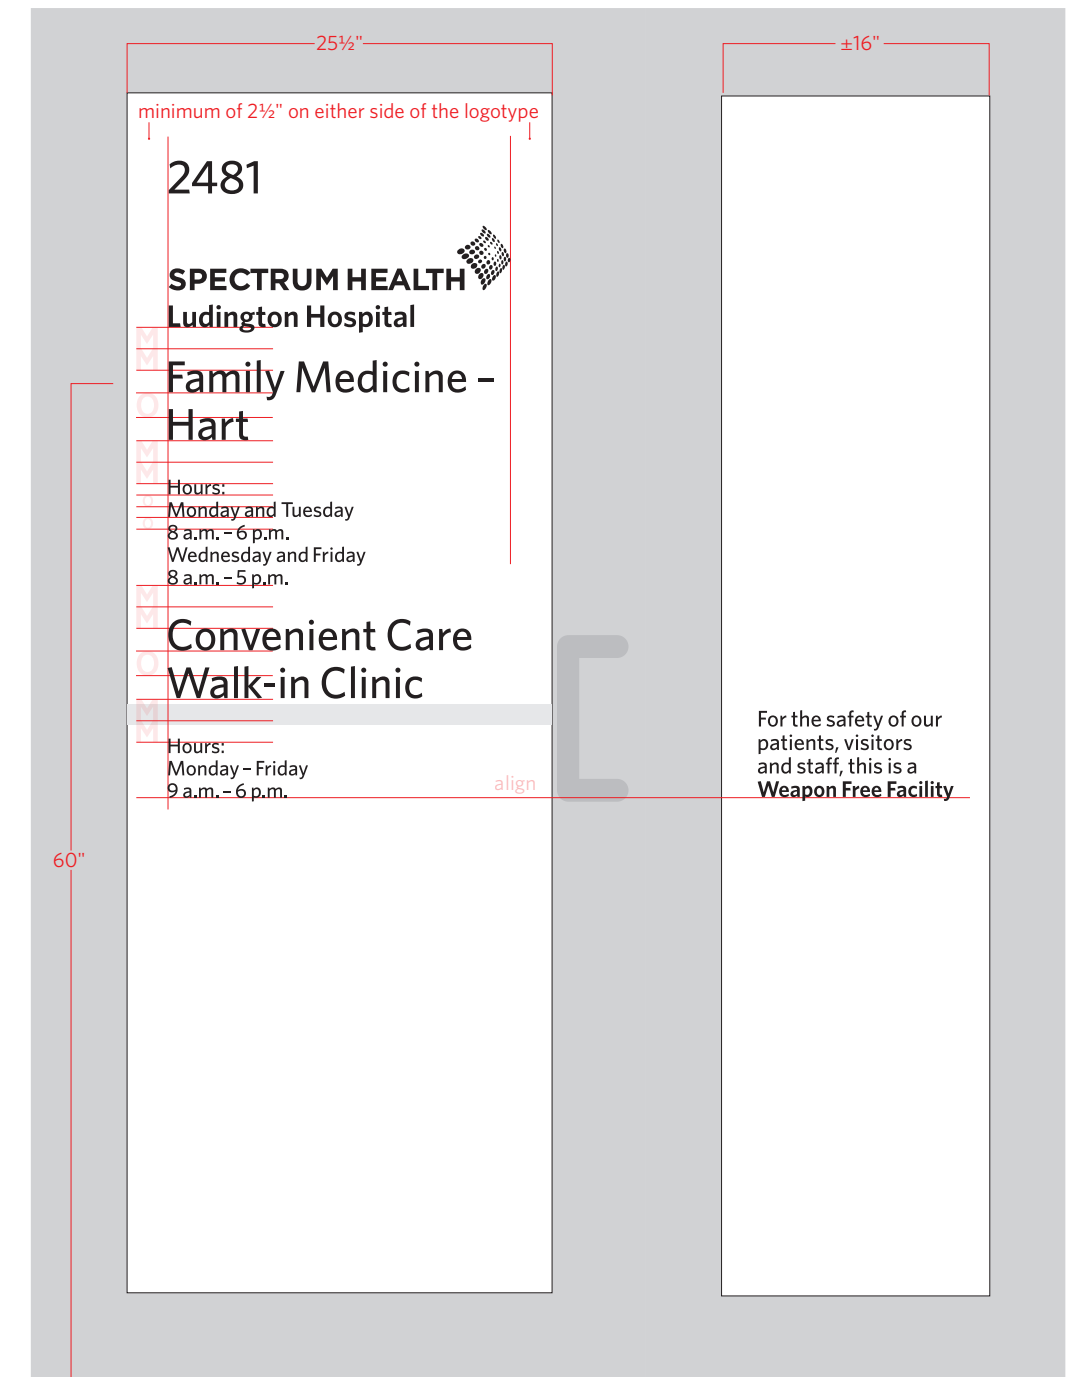 25½"
±16"
minimum of 2½" on either side of the logotype
2481
SPECTRUM HEALTH
Ludington Hospital
M
M
Family Medicine –
O
Hart
M
M
Hours:
O
Monday and Tuesday
O
8 a.m. – 6 p.m.
Wednesday and Friday
8 a.m. – 5 p.m.
M
M
Convenient Care
O
Walk-in Clinic
M
M
Hours:
Monday – Friday
9 a.m. – 6 p.m.
align
For the safety of our
patients, visitors
and staff, this is a
Weapon Free Facility
60"